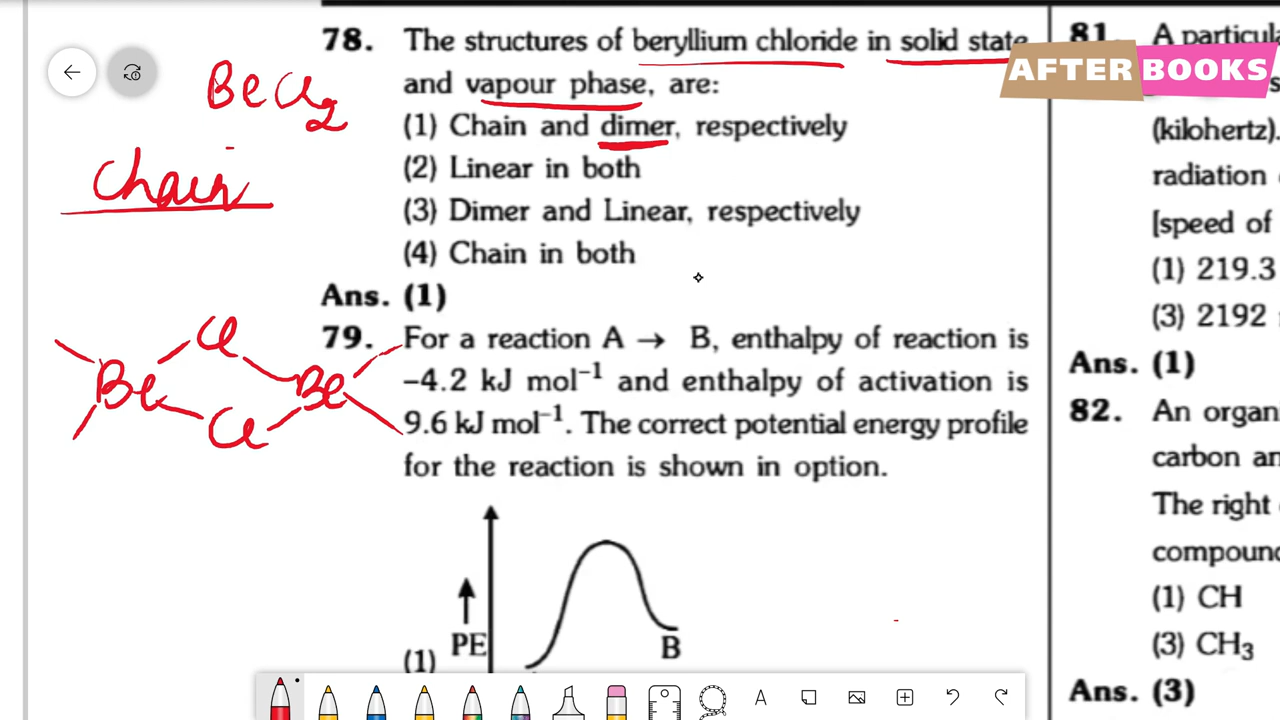 78. The structures of beryllium chloride in solid state
and vapour phase, are:
(1) Chain and dimer, respectively
(2) Linear in both
(3) Dimer and Linear, respectively
(4) Chain in both
Ans. (1)
79. For a reaction A → B, enthalpy of reaction is
−4.2 kJ mol⁻¹ and enthalpy of activation is
9.6 kJ mol⁻¹. The correct potential energy profile
for the reaction is shown in option.
(1)
PE
B
BeCl₂
Chain
Cl
Be Be
Cl
AFTER BOOKS
81. A particula
(kilohertz).
radiation
[speed of
(1) 219.3
(3) 2192
Ans. (1)
82. An organi
carbon an
The right
compound
(1) CH
(3) CH₃
Ans. (3)
A